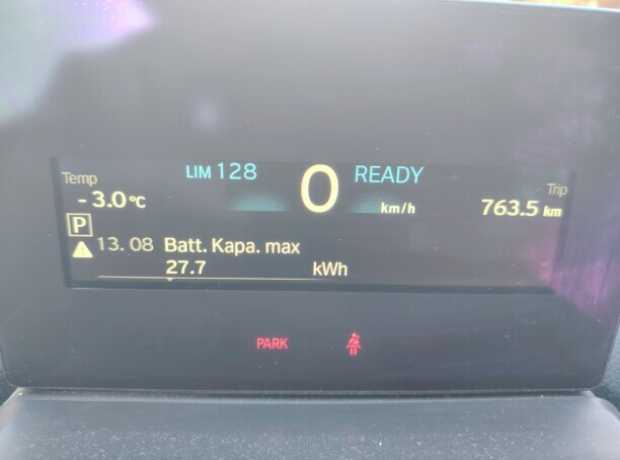 LIM 128
0
READY
Temp
- 3.0 °C
km/h
Trip
763.5 km
P
13. 08 Batt. Kapa. max
27.7 kWh
PARK